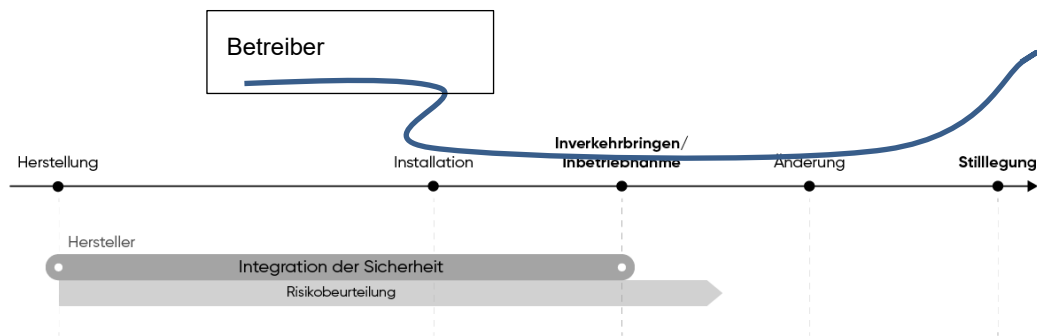 Betreiber
Inverkehrbringen/
Herstellung Installation Inbetriebnahme Änderung Stilllegung
Hersteller
Integration der Sicherheit
Risikobeurteilung